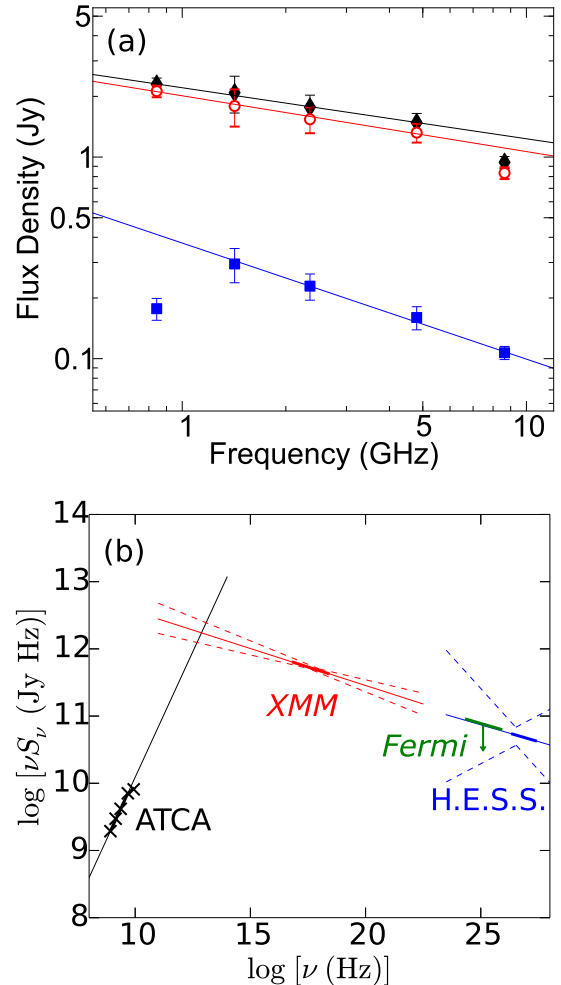 (a)
5
1
0.5
0.1
Flux Density (Jy)
1
5
10
Frequency (GHz)
(b)
14
13
12
11
10
9
8
log [νSν (Jy Hz)]
XMM
Fermi
H.E.S.S.
ATCA
10
15
20
25
log [ν (Hz)]